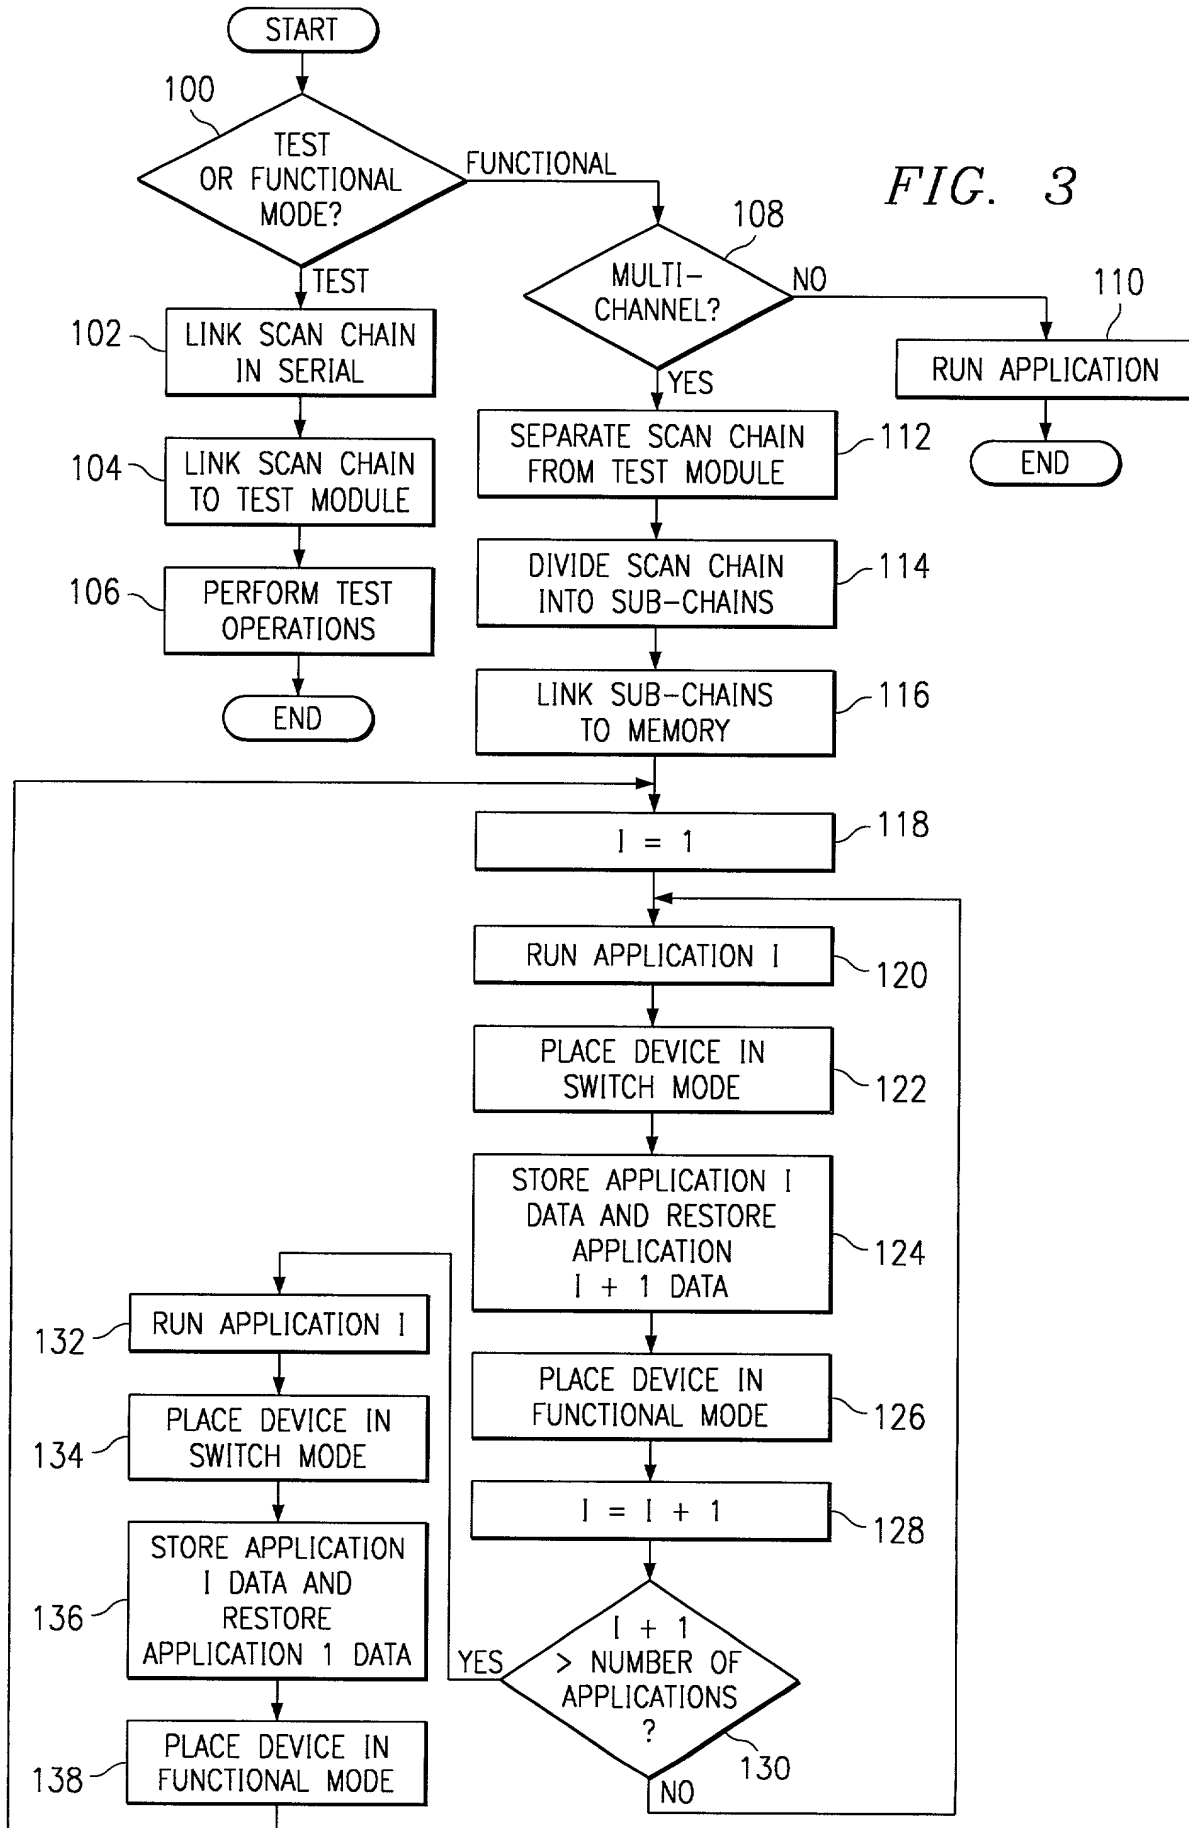 START
100
TEST
OR FUNCTIONAL
MODE?
FUNCTIONAL
TEST
FIG. 3
108
MULTI-
CHANNEL?
NO
YES
110
RUN APPLICATION
END
102
LINK SCAN CHAIN
IN SERIAL
104
LINK SCAN CHAIN
TO TEST MODULE
106
PERFORM TEST
OPERATIONS
END
SEPARATE SCAN CHAIN
FROM TEST MODULE
112
DIVIDE SCAN CHAIN
INTO SUB-CHAINS
114
LINK SUB-CHAINS
TO MEMORY
116
I = 1
118
RUN APPLICATION I
120
PLACE DEVICE IN
SWITCH MODE
122
STORE APPLICATION I
DATA AND RESTORE
APPLICATION
I + 1 DATA
124
PLACE DEVICE IN
FUNCTIONAL MODE
126
I = I + 1
128
I + 1
> NUMBER OF
APPLICATIONS
?
130
YES
NO
RUN APPLICATION I
132
PLACE DEVICE IN
SWITCH MODE
134
STORE APPLICATION
I DATA AND
RESTORE
APPLICATION 1 DATA
136
PLACE DEVICE IN
FUNCTIONAL MODE
138